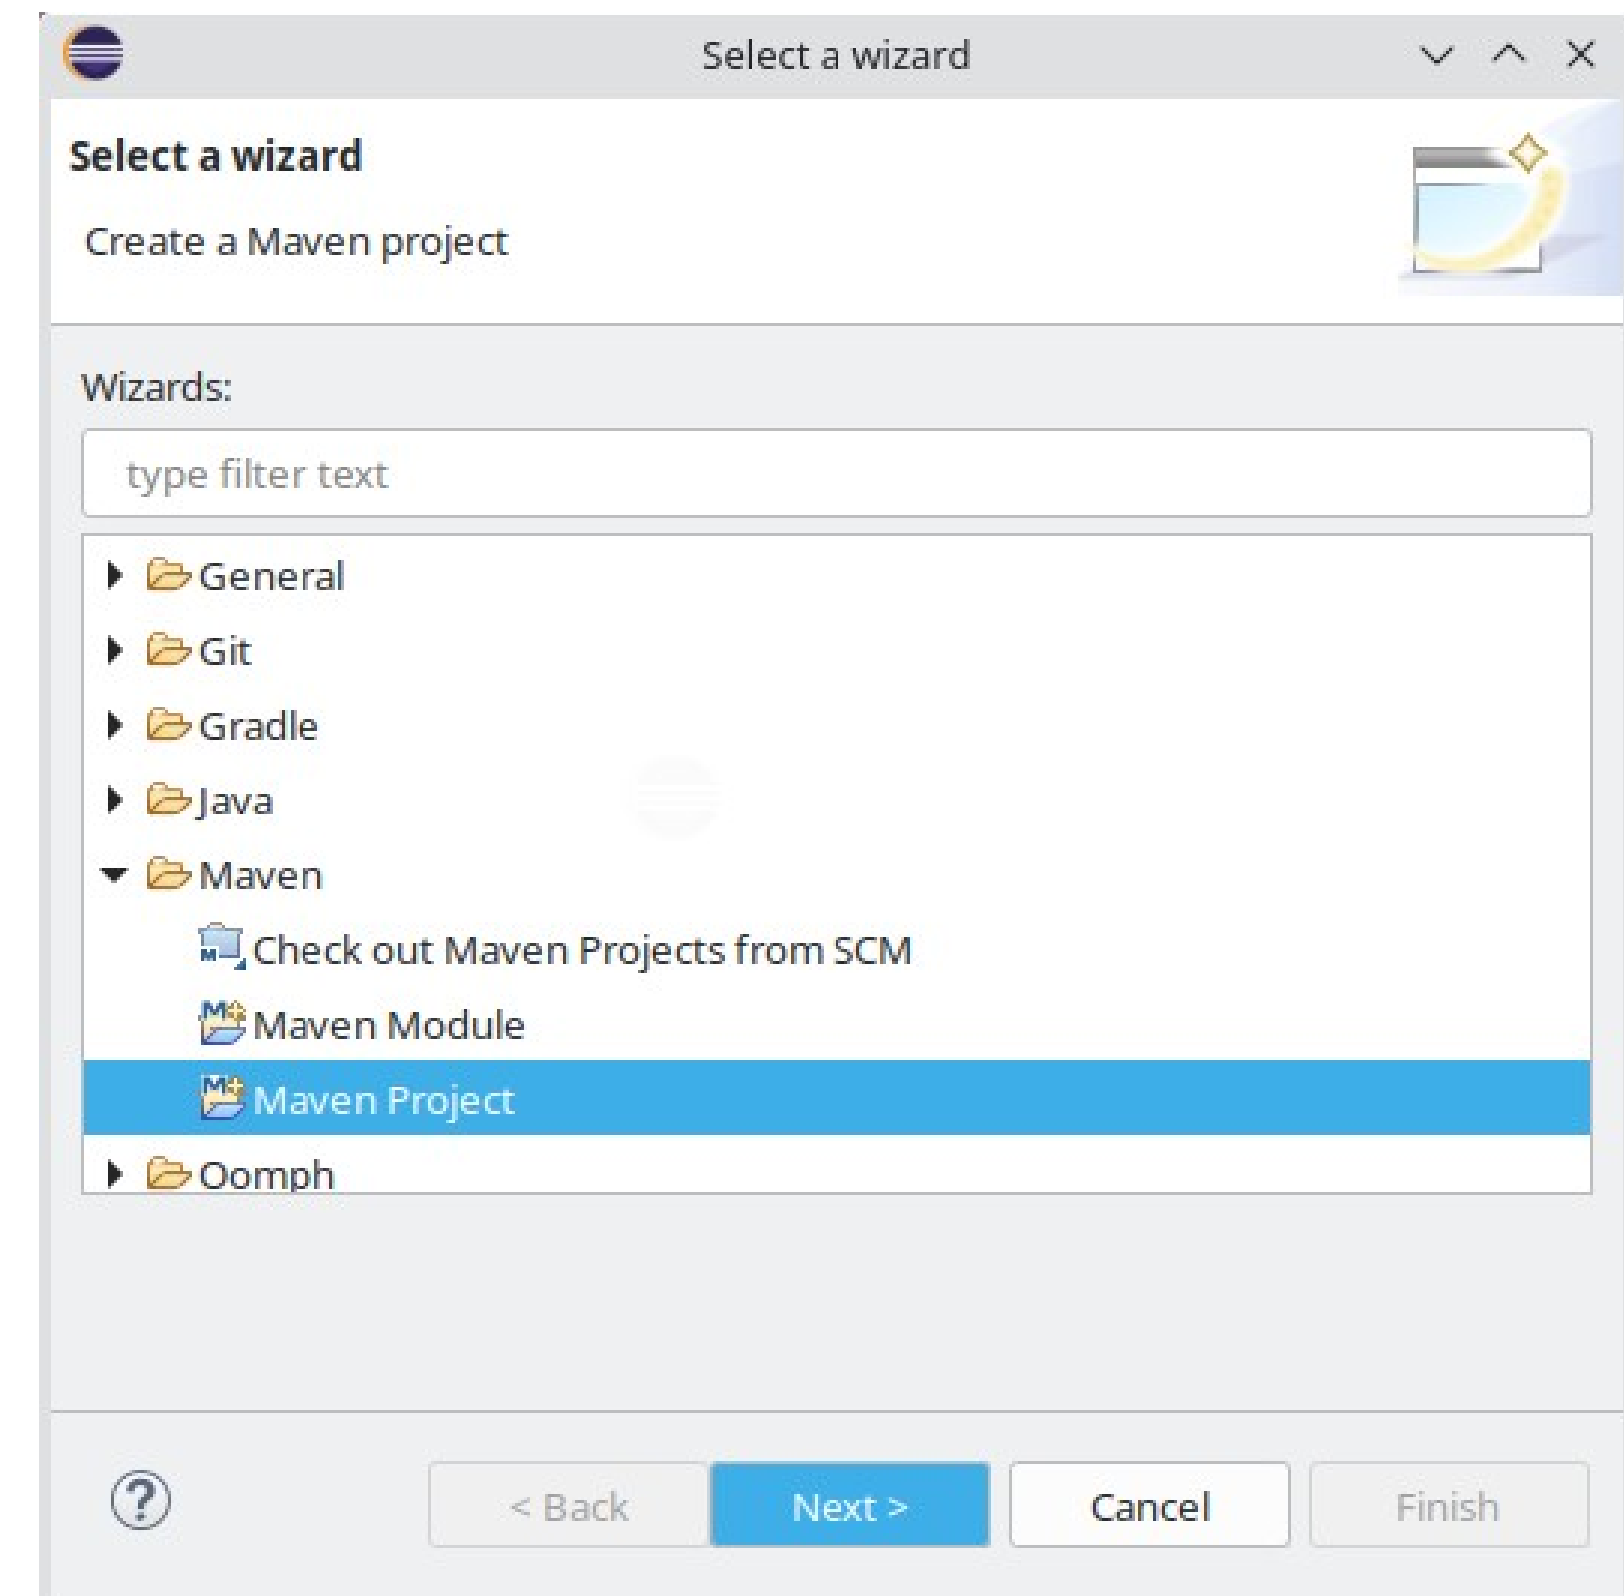 Select a wizard
Select a wizard
Create a Maven project
Wizards:
type filter text
General
Git
Gradle
Java
Maven
Check out Maven Projects from SCM
Maven Module
Maven Project
Oomph
?
< Back Next > Cancel Finish